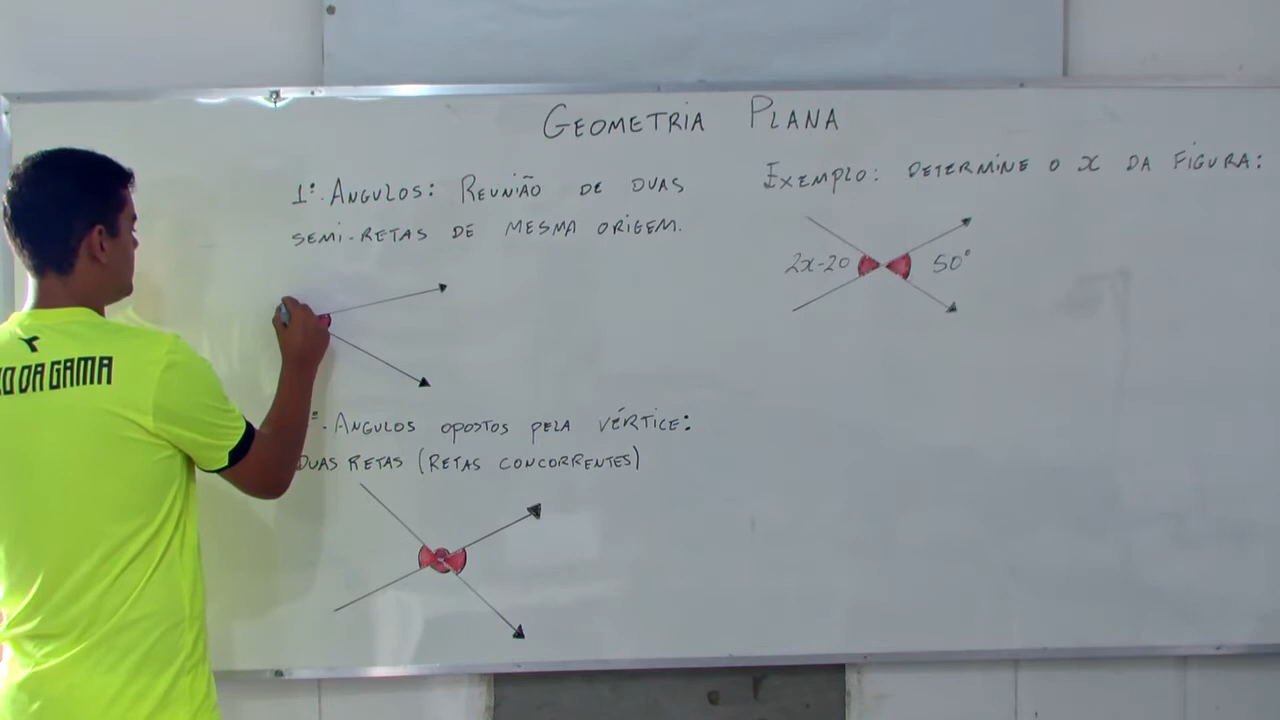 GEOMETRIA PLANA
1º. ANGULOS: REUNIÃO DE DUAS
SEMI-RETAS DE MESMA ORIGEM.
º. ANGULOS OPOSTOS PELA VÉRTICE:
DUAS RETAS (RETAS CONCORRENTES)
EXEMPLO: DETERMINE O x DA FIGURA:
2x-20 50°
DA GAMA